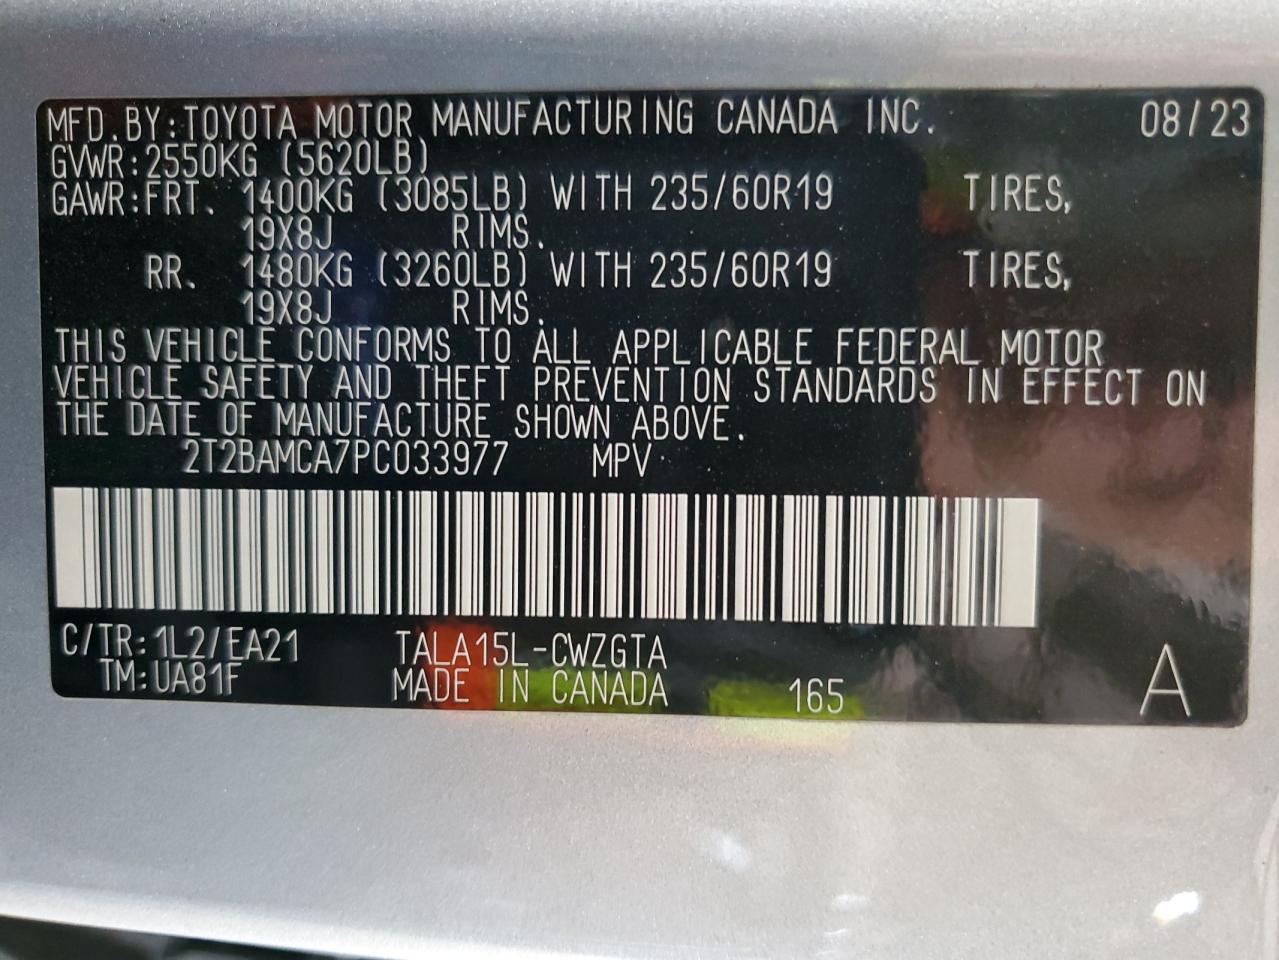 MFD.BY:TOYOTA MOTOR MANUFACTURING CANADA INC. 08/23
GVWR:2550KG (5620LB)
GAWR:FRT. 1400KG (3085LB) WITH 235/60R19 TIRES,
19X8J RIMS.
RR. 1480KG (3260LB) WITH 235/60R19 TIRES,
19X8J RIMS.
THIS VEHICLE CONFORMS TO ALL APPLICABLE FEDERAL MOTOR
VEHICLE SAFETY AND THEFT PREVENTION STANDARDS IN EFFECT ON
THE DATE OF MANUFACTURE SHOWN ABOVE.
2T2BAMCA7PC033977 MPV
C/TR:1L2/EA21 TALA15L-CWZGTA
TM:UA81F MADE IN CANADA 165 A